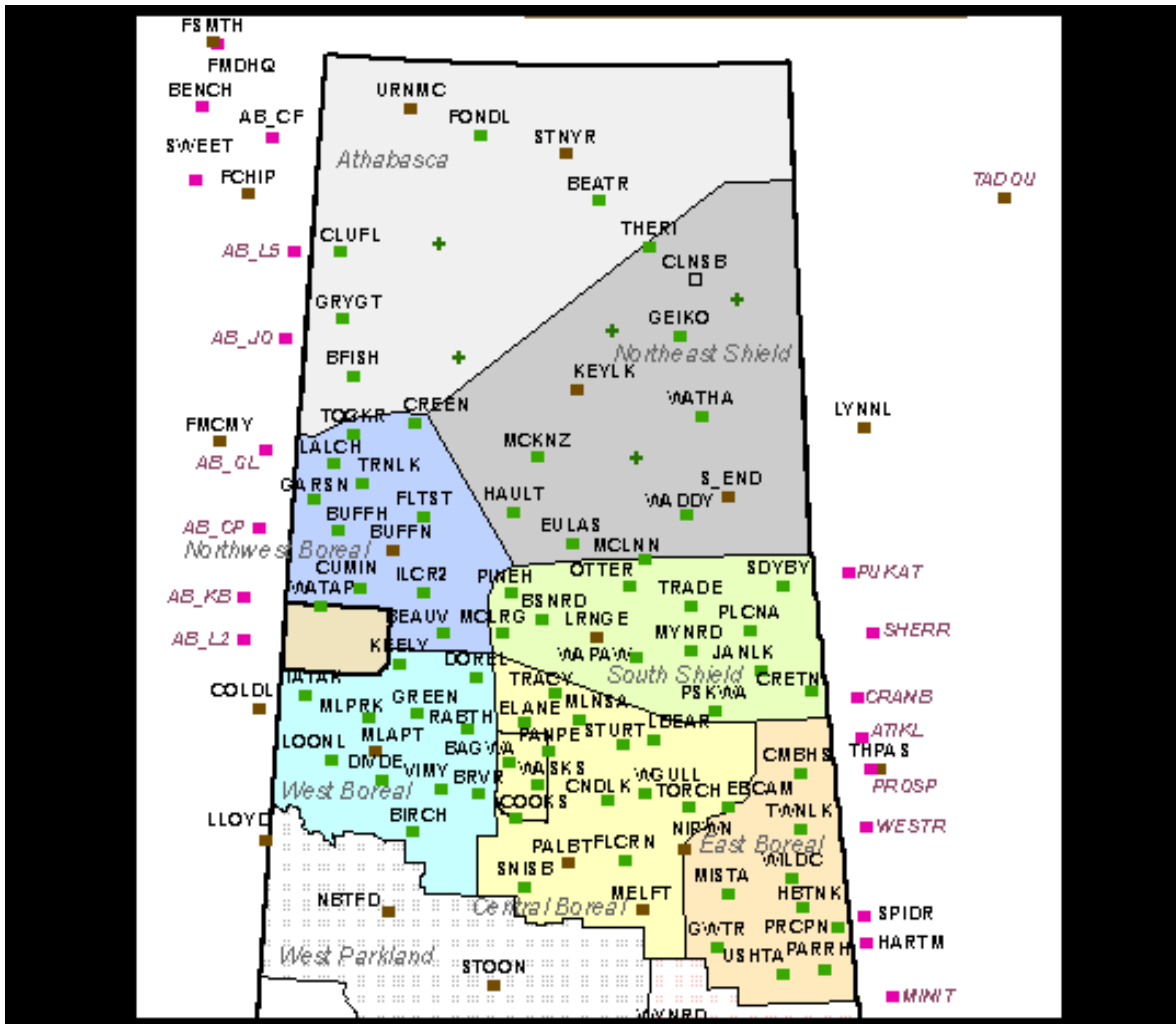 FSMTH
FMDHQ
BENCH
URNMC
AB_CF
FONDL
STNYR
SWEET
Athabasca
FCHIP
BEATR
TADOU
THERI
CLUFL
AB_L5
CLNSB
GRYGT
GEIKO
AB_JO
BFISH
Northeast Shield
KEYLK
WATHA
CREEN
LYNNL
TOCKR
FMCMY
LALCH
MCKNZ
AB_GL
TRNLK
S_END
GARSN
FLTST
HAULT
WADDY
BUFFH
EULAS
AB_CP
BUFFN
Northwest Boreal
MCLNN
CUMIN
OTTER
SDYBY
PUKAT
ILCR2
PINEH
WATAP
TRADE
AB_KB
BSNRD
PLCNA
BEAUV
MCLRG
LRNGE
AB_L2
MYNRD
SHERR
KEELY
DOREL
WAPAW
JANLK
South Shield
TRACY
CRETN
COLDL
PSKWA
CRANB
MLPRK
GREEN
ELANE
MLNSA
RABTH
LBEAR
STURT
ATIKL
MLAPT
PANPE
LOONL
BAGWA
CMBHS
THPAS
DIVDE
VIMY
BRVR
WASKS
WGULL
CNDLK
EBCAM
PROSP
West Boreal
COOKS
TORCH
TWNLK
LLOYD
BIRCH
WESTR
NIPWN
PALBT
FLCRN
East Boreal
SNISB
MISTA
WILDC
NBTFD
MELFT
HBTNK
Central Boreal
SPIDR
GWTR
PRCPN
HARTM
West Parkland
USHTA
PARRH
STOON
MINIT